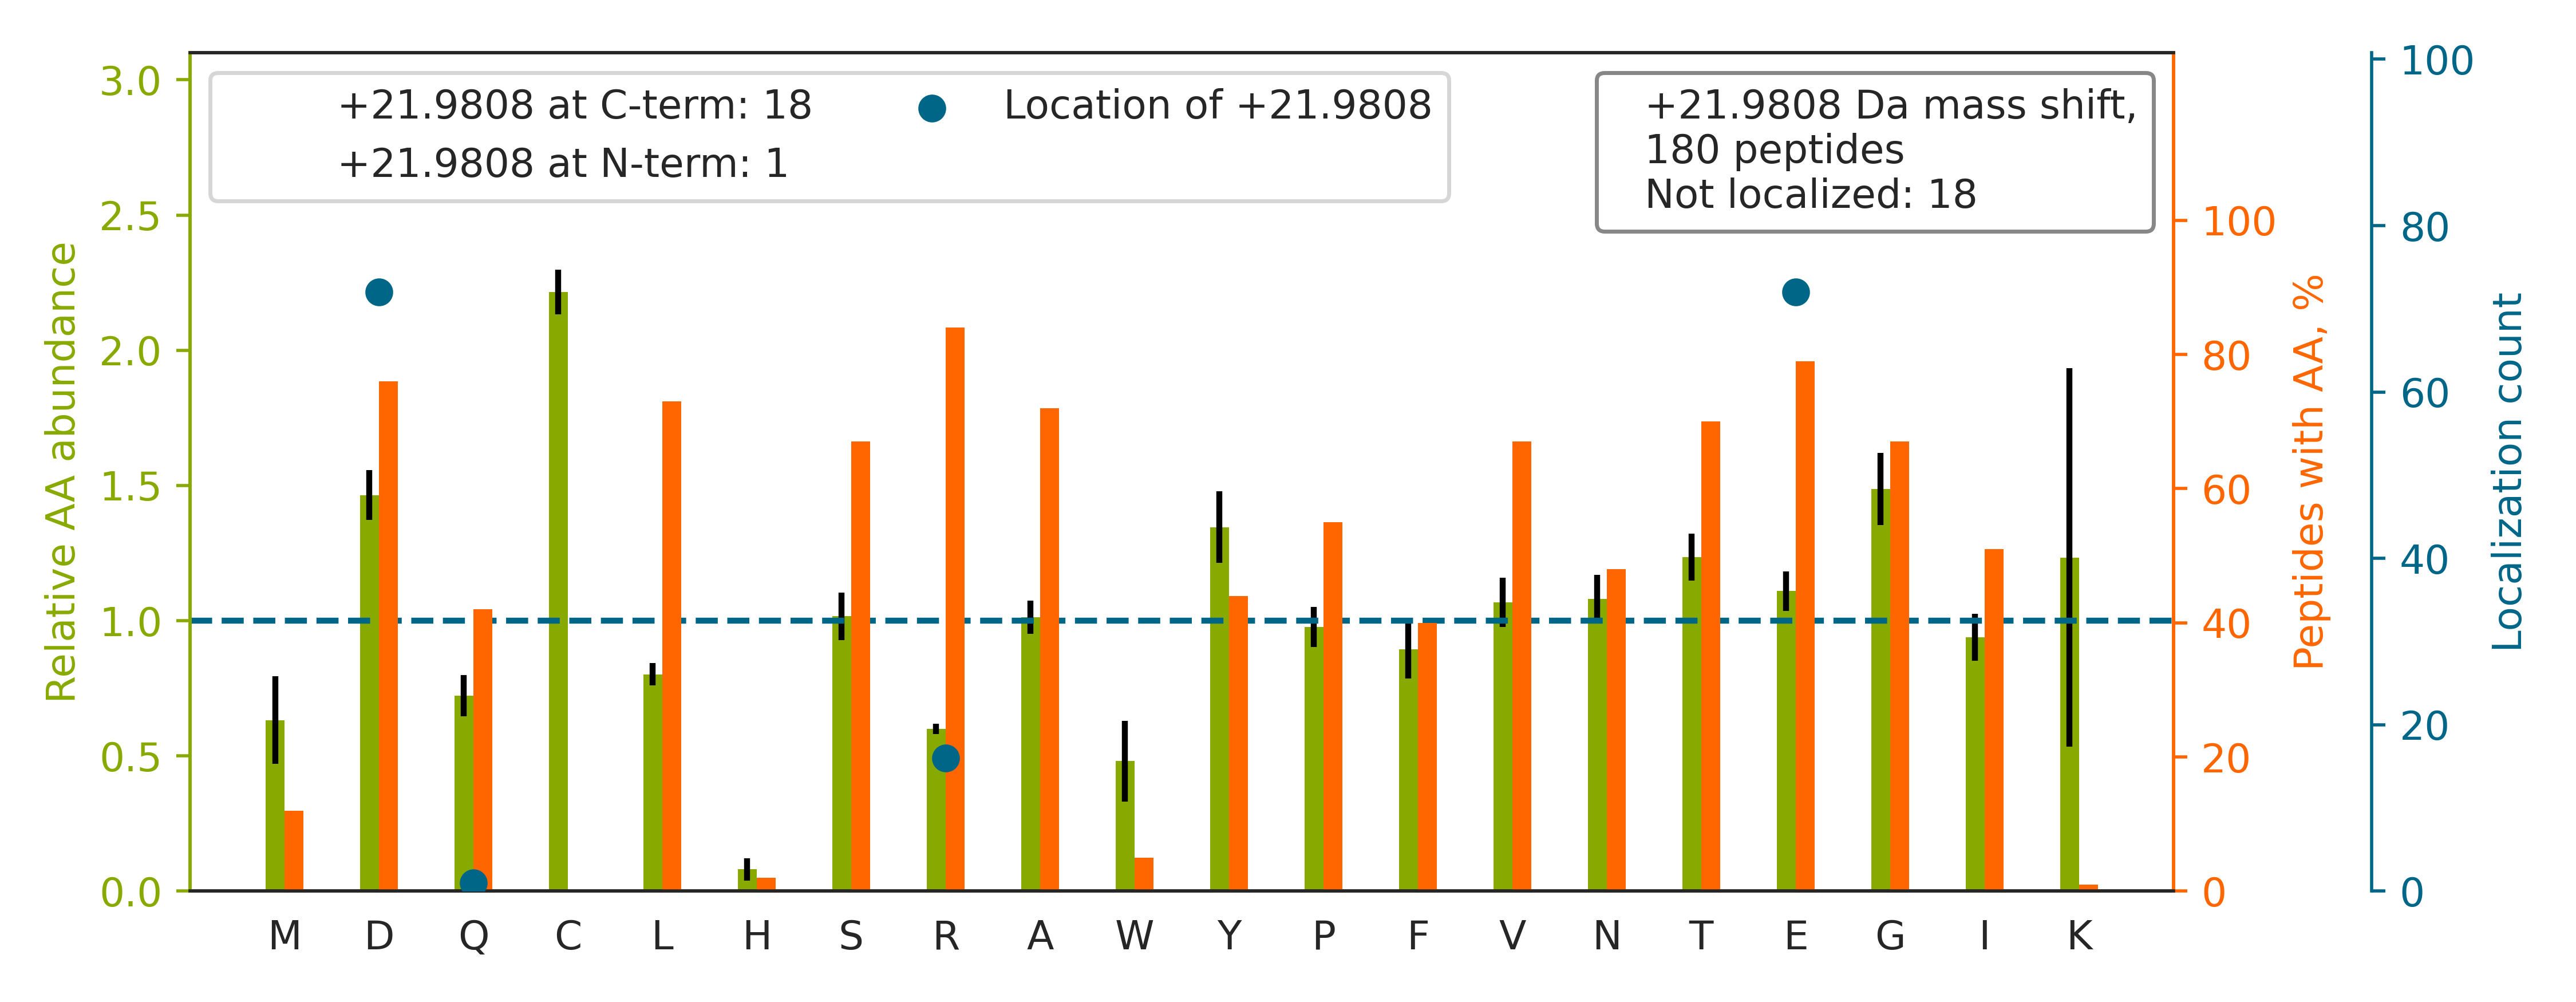 +21.9808 at C-term: 18
+21.9808 at N-term: 1
Location of +21.9808
+21.9808 Da mass shift,
180 peptides
Not localized: 18
Relative AA abundance
3.0
2.5
2.0
1.5
1.0
0.5
0.0
M D Q C L H S R A W Y P F V N T E G I K
100
80
60
40
20
0
Peptides with AA, %
100
80
60
40
20
0
Localization count